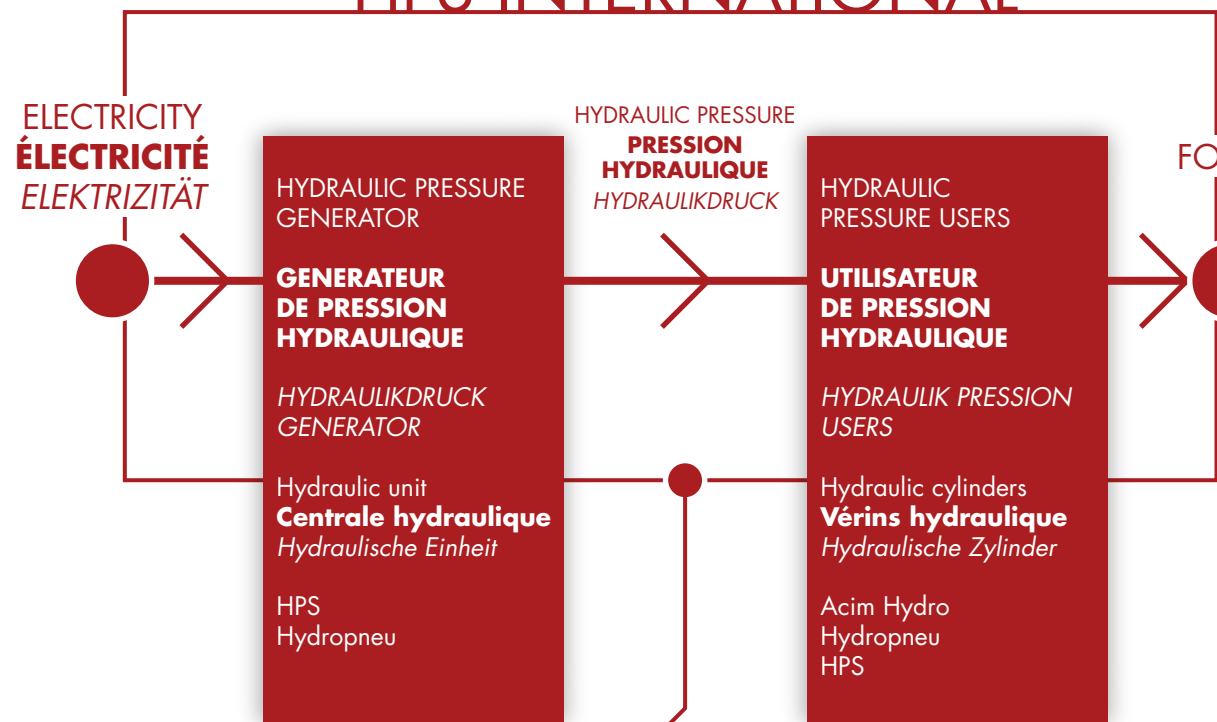 HPS INTERNATIONAL
ELECTRICITY
ÉLECTRICITÉ
ELEKTRIZITÄT
HYDRAULIC PRESSURE
GENERATOR
GENERATEUR
DE PRESSION
HYDRAULIQUE
HYDRAULIKDRUCK
GENERATOR
Hydraulic unit
Centrale hydraulique
Hydraulische Einheit
HPS
Hydropneu
HYDRAULIC PRESSURE
PRESSION
HYDRAULIQUE
HYDRAULIKDRUCK
HYDRAULIC
PRESSURE USERS
UTILISATEUR
DE PRESSION
HYDRAULIQUE
HYDRAULIK PRESSION
USERS
Hydraulic cylinders
Vérins hydraulique
Hydraulische Zylinder
Acim Hydro
Hydropneu
HPS